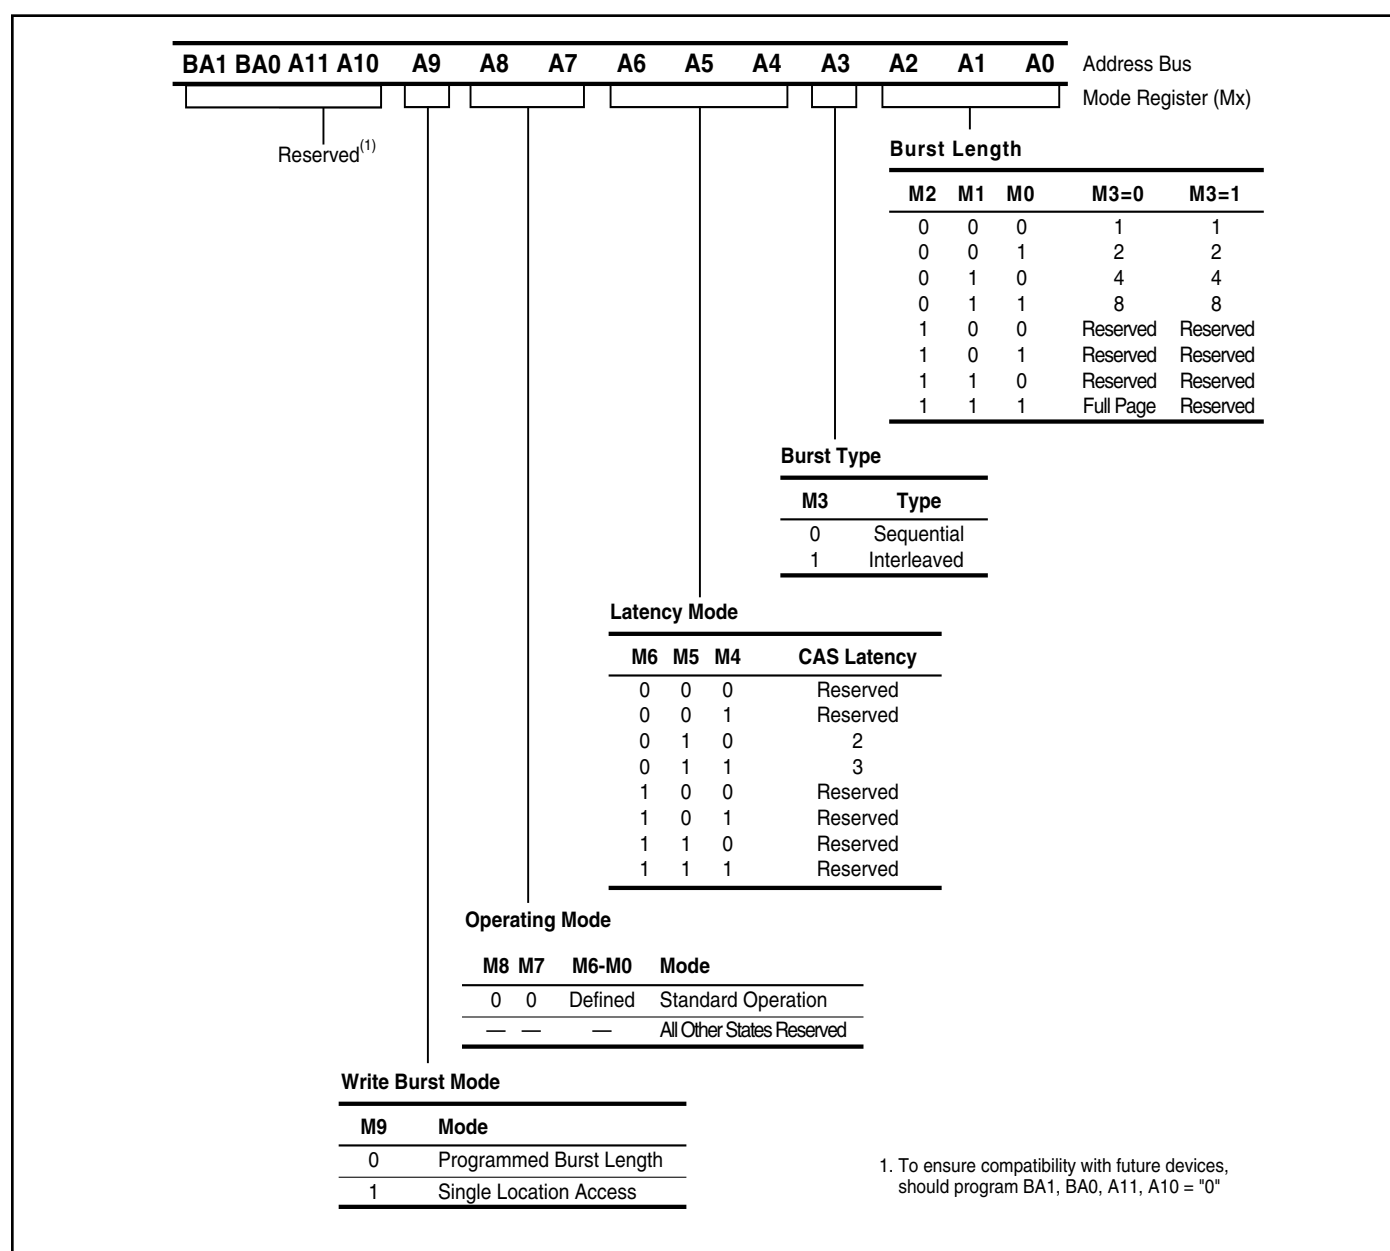 BA1 BA0 A11 A10 A9 A8 A7 A6 A5 A4 A3 A2 A1 A0 Address Bus
Mode Register (Mx)
Reserved(1)
Burst Length
M2 M1 M0 M3=0 M3=1
0 0 0 1 1
0 0 1 2 2
0 1 0 4 4
0 1 1 8 8
1 0 0 Reserved Reserved
1 0 1 Reserved Reserved
1 1 0 Reserved Reserved
1 1 1 Full Page Reserved
Burst Type
M3 Type
0 Sequential
1 Interleaved
Latency Mode
M6 M5 M4 CAS Latency
0 0 0 Reserved
0 0 1 Reserved
0 1 0 2
0 1 1 3
1 0 0 Reserved
1 0 1 Reserved
1 1 0 Reserved
1 1 1 Reserved
Operating Mode
M8 M7 M6-M0 Mode
0 0 Defined Standard Operation
— — — All Other States Reserved
Write Burst Mode
M9 Mode
0 Programmed Burst Length
1 Single Location Access
1. To ensure compatibility with future devices,
should program BA1, BA0, A11, A10 = "0"